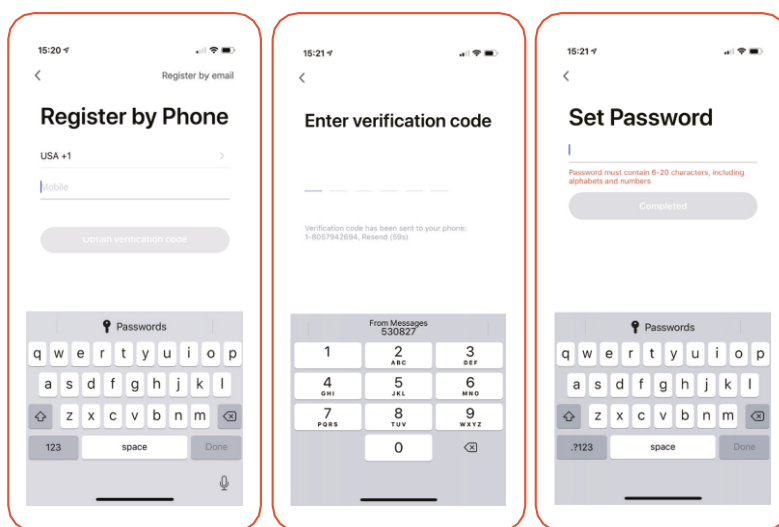 15:20
Register by email
Register by Phone
USA +1
Mobile
Obtain verification code
Passwords
q w e r t y u i o p
a s d f g h j k l
z x c v b n m
123 space Done
15:21
Enter verification code
Verification code has been sent to your phone:
1-8057942694, Resend (59s)
From Messages
530827
1 2 3
ABC DEF
4 5 6
GHI JKL MNO
7 8 9
PQRS TUV WXYZ
0
15:21
Set Password
Password must contain 6-20 characters, including
alphabets and numbers
Completed
Passwords
q w e r t y u i o p
a s d f g h j k l
z x c v b n m
.?123 space Done